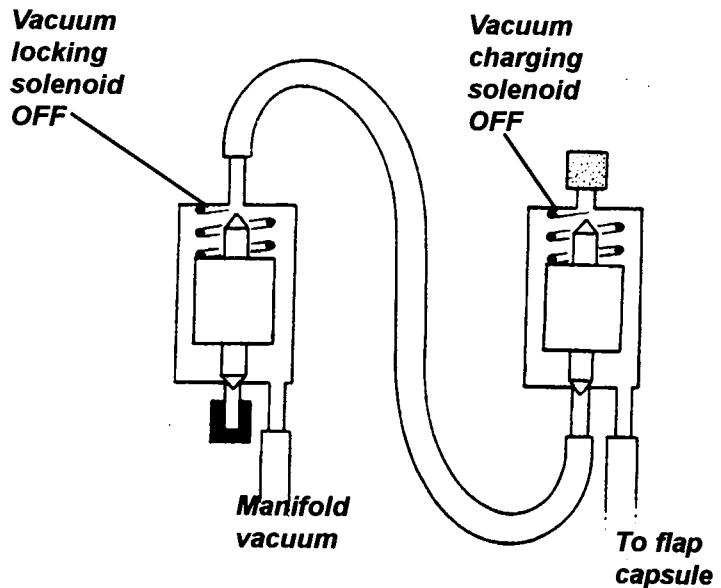 Vacuum
locking
solenoid
OFF
Vacuum
charging
solenoid
OFF
Manifold
vacuum
To flap
capsule